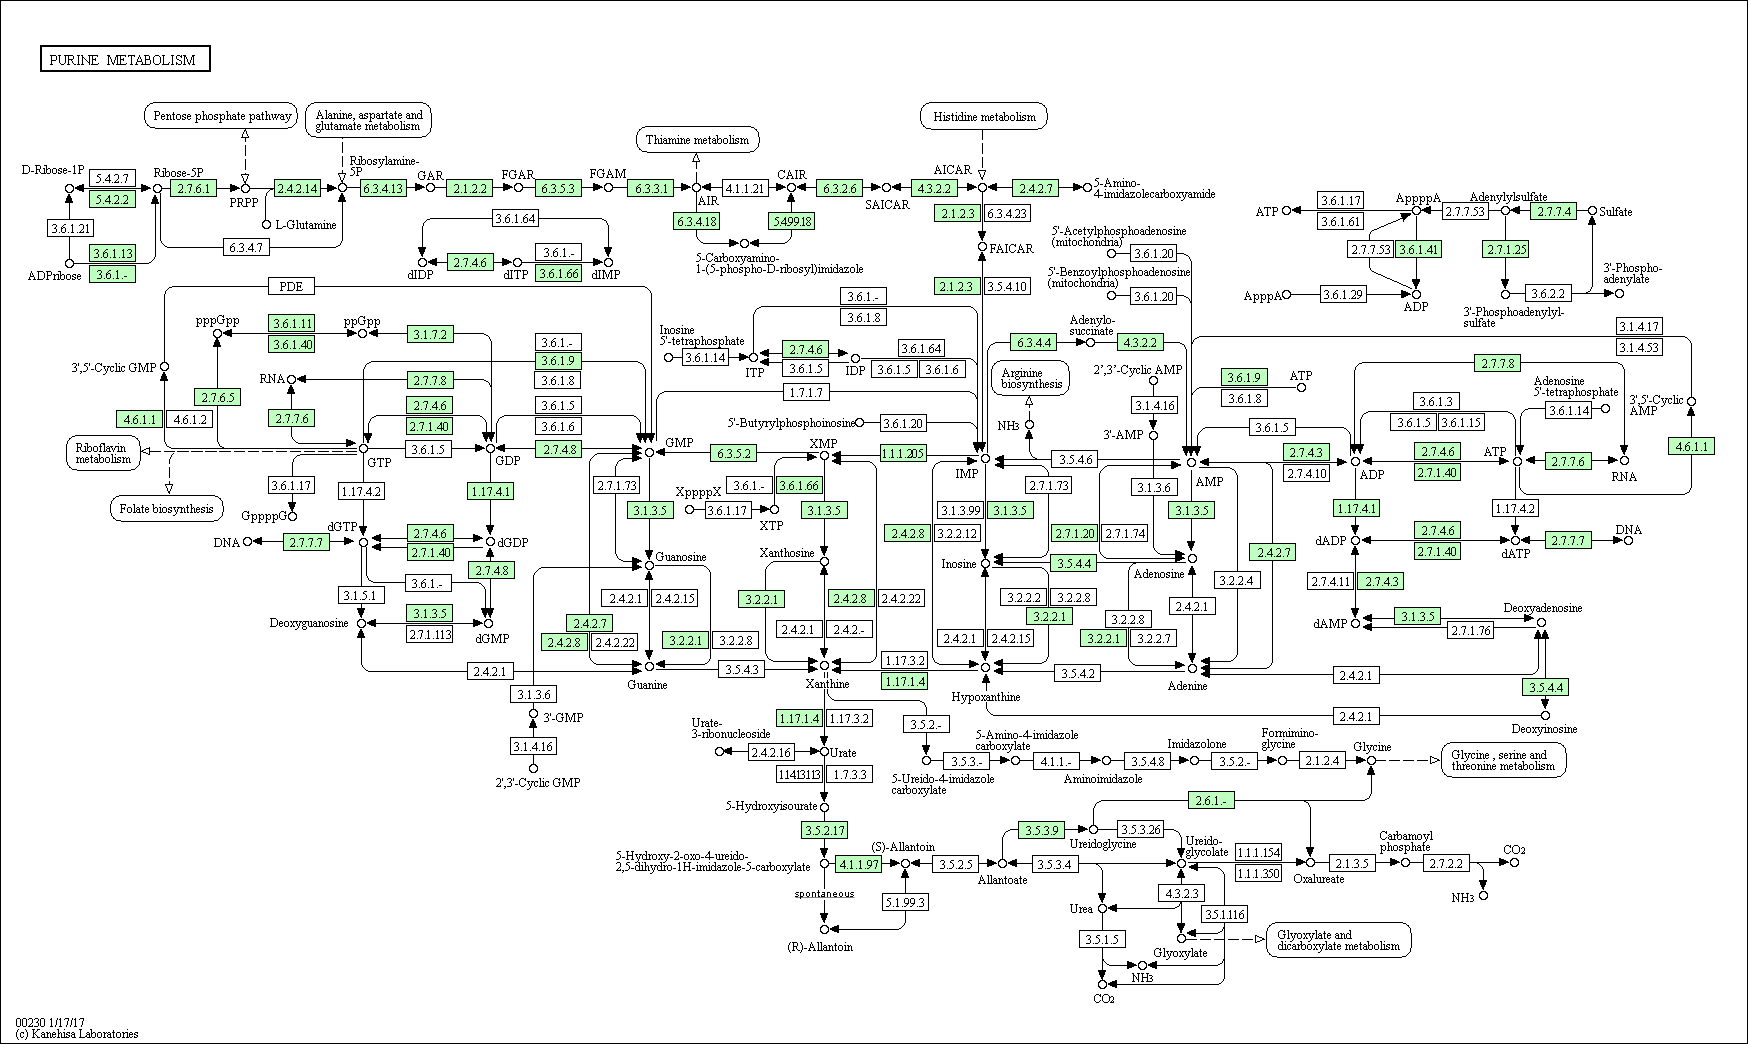 PURINE METABOLISM
Pentose phosphate pathway
Alanine, aspartate and
glutamate metabolism
Thiamine metabolism
Histidine metabolism
D-Ribose-1P
5.4.2.7
5.4.2.2
Ribose-5P
2.7.6.1
PRPP
2.4.2.14
Ribosylamine-
5P
6.3.4.13
GAR
2.1.2.2
FGAR
6.3.5.3
FGAM
6.3.3.1
AIR
4.1.1.21
CAIR
6.3.2.6
SAICAR
4.3.2.2
AICAR
2.4.2.7
5-Amino-
4-imidazolecarboxyamide
3.6.1.21
L-Glutamine
6.3.4.7
3.6.1.13
3.6.1.-
ADPribose
3.6.1.64
dIDP
2.7.4.6
dITP
3.6.1.-
3.6.1.66
dIMP
6.3.4.18
5.4.99.18
5-Carboxyamino-
1-(5-phospho-D-ribosyl)imidazole
2.1.2.3
6.3.4.23
FAICAR
2.1.2.3
3.5.4.10
5'-Acetylphosphoadenosine
(mitochondria)
3.6.1.20
5'-Benzoylphosphoadenosine
(mitochondria)
3.6.1.20
ATP
3.6.1.17
3.6.1.61
AppppA
2.7.7.53
Adenylylsulfate
2.7.7.4
Sulfate
2.7.7.53
3.6.1.41
2.7.1.25
ApppA
3.6.1.29
ADP
3.6.2.2
3'-Phospho-
adenylate
3'-Phosphoadenylyl-
sulfate
PDE
pppGpp
3.6.1.11
3.6.1.40
ppGpp
3.1.7.2
3.6.1.-
3.6.1.9
3.6.1.8
3',5'-Cyclic GMP
RNA
2.7.7.8
2.7.6.5
4.6.1.1
4.6.1.2
2.7.7.6
2.7.4.6
2.7.1.40
3.6.1.5
3.6.1.6
Inosine
5'-tetraphosphate
3.6.1.14
ITP
3.6.1.-
3.6.1.8
2.7.4.6
3.6.1.5
IDP
3.6.1.64
3.6.1.5
3.6.1.6
1.7.1.7
5'-Butyrylphosphoinosine
3.6.1.20
6.3.4.4
Adenylo-
succinate
4.3.2.2
Arginine
biosynthesis
NH3
2',3'-Cyclic AMP
3.1.4.16
3'-AMP
3.6.1.9
3.6.1.8
ATP
3.1.4.17
3.1.4.53
2.7.7.8
Adenosine
5'-tetraphosphate
3.6.1.14
3',5'-Cyclic
AMP
3.6.1.3
3.6.1.5
3.6.1.15
3.6.1.5
4.6.1.1
Riboflavin
metabolism
GTP
3.6.1.5
GDP
2.7.4.8
GMP
6.3.5.2
XMP
1.1.1.205
IMP
3.5.4.6
AMP
2.7.4.3
2.7.4.10
ADP
2.7.4.6
2.7.1.40
ATP
2.7.7.6
RNA
Folate biosynthesis
3.6.1.17
GppppG
1.17.4.2
1.17.4.1
2.7.1.73
3.1.3.5
XppppX
3.6.1.-
3.6.1.66
3.6.1.17
XTP
3.1.3.5
2.7.1.73
3.1.3.99
3.1.3.5
3.1.3.6
3.1.3.5
1.17.4.1
1.17.4.2
DNA
2.7.7.7
dGTP
2.7.4.6
2.7.1.40
dGDP
2.7.4.8
Guanosine
Xanthosine
2.4.2.8
3.2.2.12
Inosine
2.7.1.20
2.7.1.74
3.5.4.4
Adenosine
2.4.2.7
dADP
2.7.4.6
2.7.1.40
dATP
2.7.7.7
DNA
3.6.1.-
3.1.5.1
Deoxyguanosine
3.1.3.5
2.7.1.113
dGMP
2.4.2.1
2.4.2.15
2.4.2.7
2.4.2.8
2.4.2.22
3.2.2.1
3.2.2.8
3.2.2.1
2.4.2.8
2.4.2.22
2.4.2.1
2.4.2.-
3.2.2.2
3.2.2.8
3.2.2.1
2.4.2.1
2.4.2.15
3.2.2.8
3.2.2.1
3.2.2.7
2.4.2.1
3.2.2.4
2.7.4.11
2.7.4.3
dAMP
3.1.3.5
2.7.1.76
Deoxyadenosine
2.4.2.1
Guanine
3.5.4.3
Xanthine
1.17.3.2
1.17.1.4
Hypoxanthine
3.5.4.2
Adenine
2.4.2.1
3.5.4.4
2.4.2.1
Deoxyinosine
3.1.3.6
3'-GMP
3.1.4.16
2',3'-Cyclic GMP
Urate-
3-ribonucleoside
2.4.2.16
1.17.1.4
1.17.3.2
Urate
11413113
1.7.3.3
3.5.2.-
5-Ureido-4-imidazole
carboxylate
3.5.3.-
5-Amino-4-imidazole
carboxylate
4.1.1.-
Aminoimidazole
3.5.4.8
Imidazolone
3.5.2.-
Formimino-
glycine
2.1.2.4
Glycine
Glycine , serine and
threonine metabolism
5-Hydroxyisourate
3.5.2.17
5-Hydroxy-2-oxo-4-ureido-
2,5-dihydro-1H-imidazole-5-carboxylate
4.1.1.97
(S)-Allantoin
3.5.2.5
Allantoate
3.5.3.9
Ureidoglycine
3.5.3.26
2.6.1.-
3.5.3.4
Ureido-
glycolate
1.1.1.154
1.1.1.350
Oxalureate
2.1.3.5
Carbamoyl
phosphate
2.7.2.2
CO2
NH3
spontaneous
5.1.99.3
(R)-Allantoin
Urea
4.3.2.3
3.5.1.116
3.5.1.5
Glyoxylate
Glyoxylate and
dicarboxylate metabolism
NH3
CO2
00230 1/17/17
(c) Kanehisa Laboratories